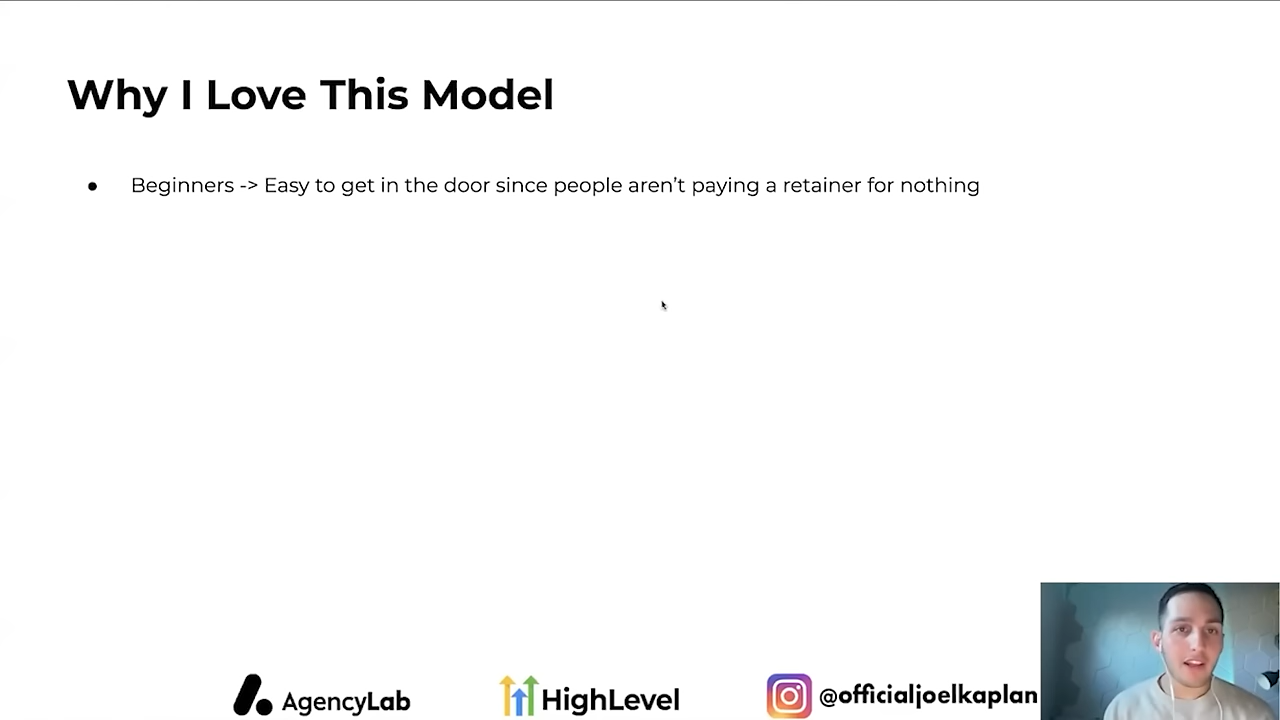 Why I Love This Model
● Beginners -> Easy to get in the door since people aren’t paying a retainer for nothing
AgencyLab
HighLevel
@officialjoelkaplan